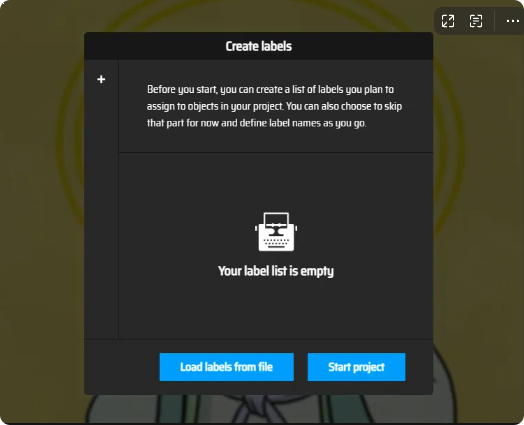 Create labels
+
Before you start, you can create a list of labels you plan to
assign to objects in your project. You can also choose to skip
that part for now and define label names as you go.
Your label list is empty
Load labels from file
Start project